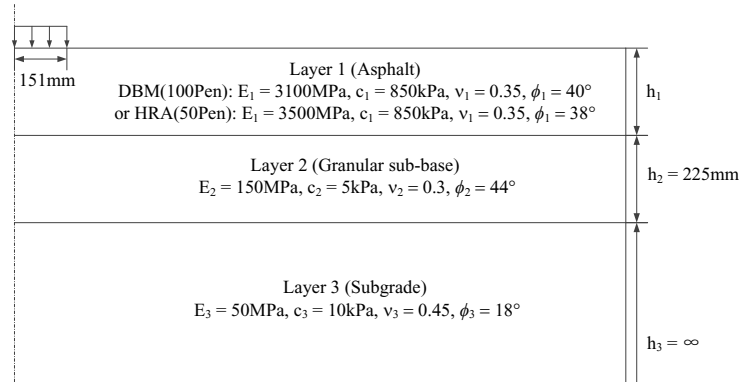 151mm
Layer 1 (Asphalt)
DBM(100Pen): E₁ = 3100MPa, c₁ = 850kPa, ν₁ = 0.35, ϕ₁ = 40°
or HRA(50Pen): E₁ = 3500MPa, c₁ = 850kPa, ν₁ = 0.35, ϕ₁ = 38°
h₁
Layer 2 (Granular sub-base)
E₂ = 150MPa, c₂ = 5kPa, ν₂ = 0.3, ϕ₂ = 44°
h₂ = 225mm
Layer 3 (Subgrade)
E₃ = 50MPa, c₃ = 10kPa, ν₃ = 0.45, ϕ₃ = 18°
h₃ = ∞